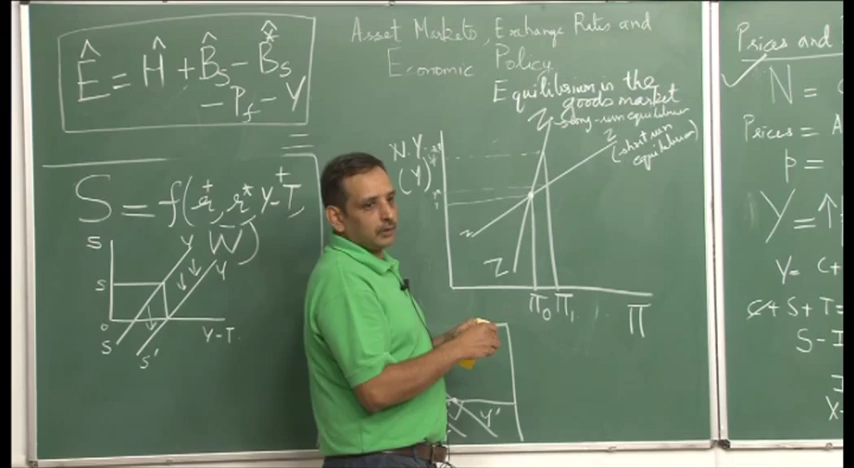 Ê = Ĥ + B̂s - B̂*s
- Pf - Y
S = f(r, r* Y-T,
W)
S
Y
Y
S
O
S
S'
Y-T
Asset Markets, Exchange Rates and
Economic Policy
Equilibrium in the
goods market
Z long-run equilibrium
Z
(short run
equilibrium)
N.Y.
(Y)
Z
Π0 Π1 Π
Y'
Prices and
N =
Prices =
P =
Y = ↑
Y = C+
C+S+T=
S-I
I
X-